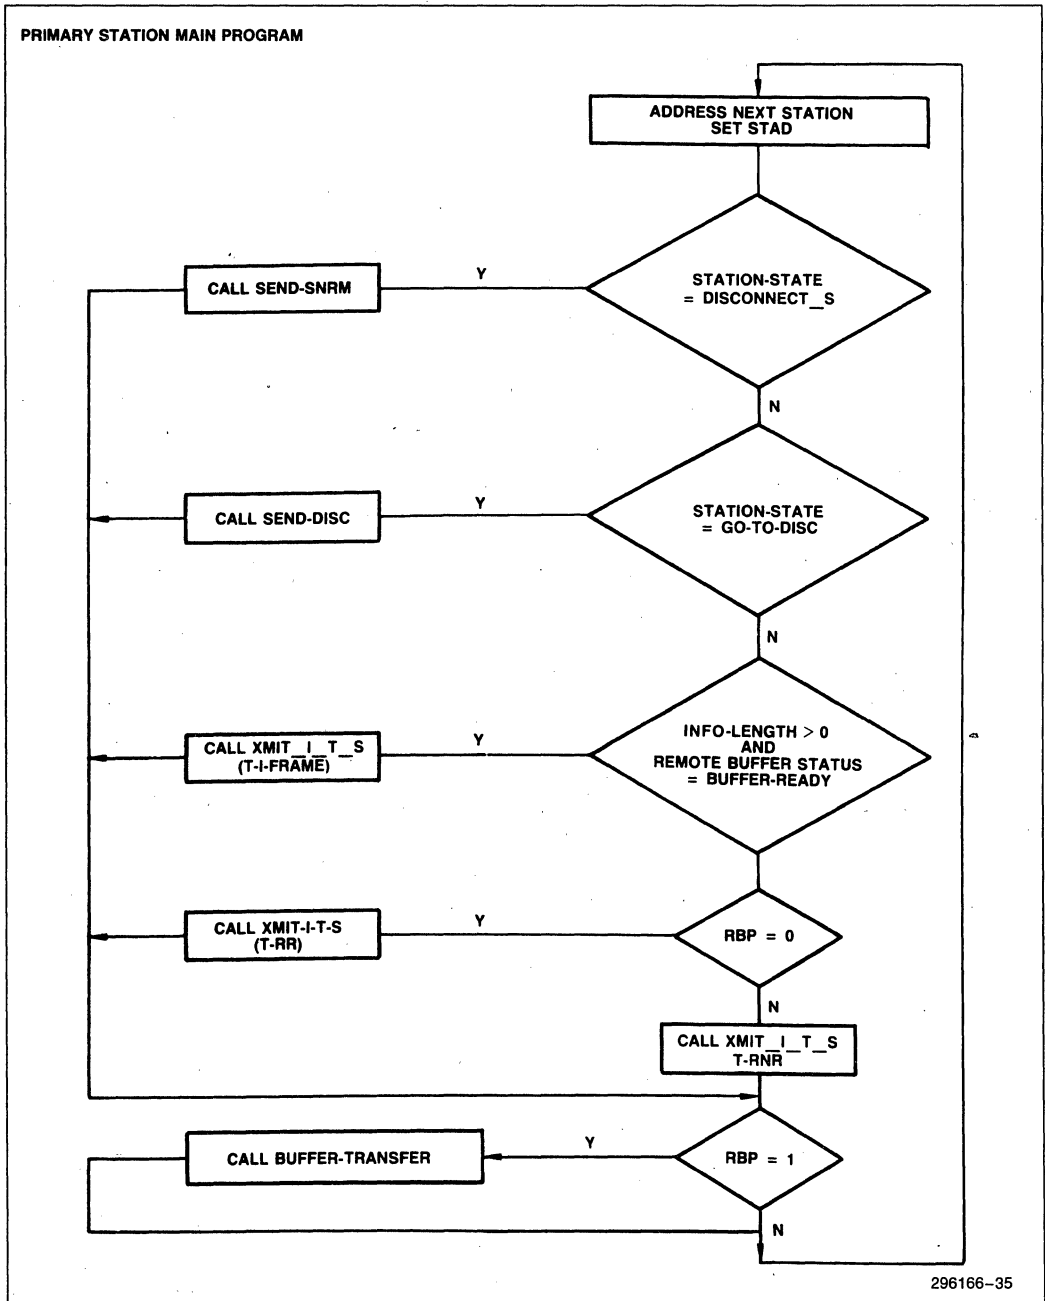 PRIMARY STATION MAIN PROGRAM
ADDRESS NEXT STATION
SET STAD
STATION-STATE
= DISCONNECT_S
Y
CALL SEND-SNRM
N
STATION-STATE
= GO-TO-DISC
Y
CALL SEND-DISC
N
INFO-LENGTH > 0
AND
REMOTE BUFFER STATUS
= BUFFER-READY
Y
CALL XMIT_I_T_S
(T-I-FRAME)
RBP = 0
Y
CALL XMIT-I-T-S
(T-RR)
N
CALL XMIT_I_T_S
T-RNR
RBP = 1
Y
CALL BUFFER-TRANSFER
N
296166-35